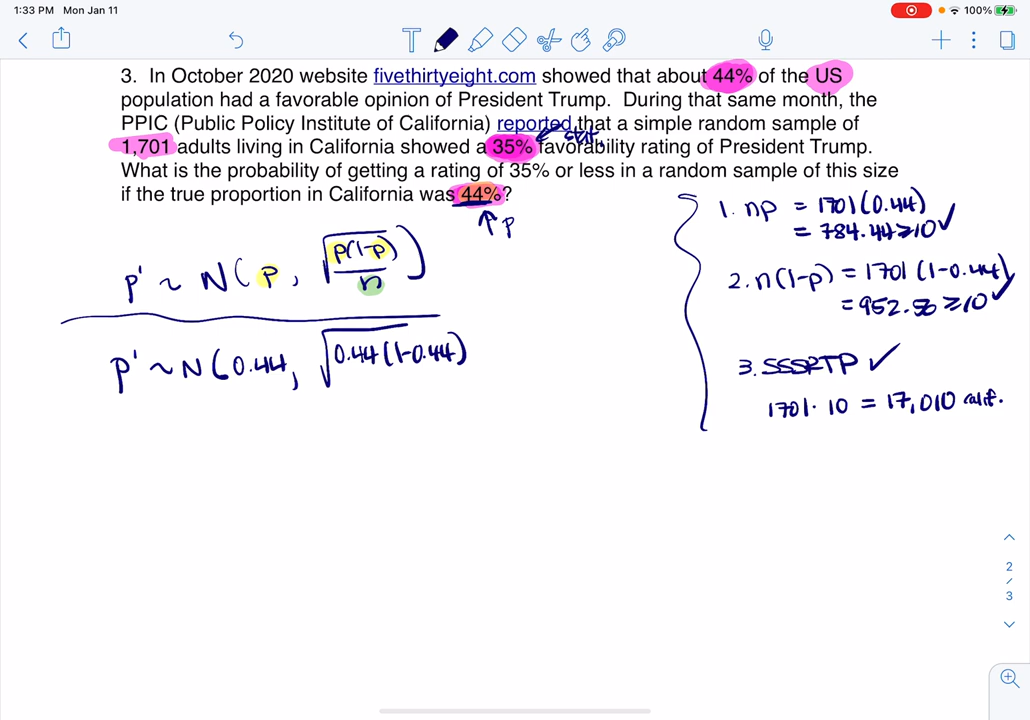 1:33 PM Mon Jan 11
100%
T
3. In October 2020 website fivethirtyeight.com showed that about 44% of the US
population had a favorable opinion of President Trump. During that same month, the
PPIC (Public Policy Institute of California) reported that a simple random sample of
stat.
1,701 adults living in California showed a 35% favorability rating of President Trump.
What is the probability of getting a rating of 35% or less in a random sample of this size
if the true proportion in California was 44%?
p
p' ~ N(p, √(p(1-p)/n))
p' ~ N(0.44, √0.44(1-0.44)
1. np = 1701(0.44)
= 784.44 ≥10 ✓
2. n(1-p) = 1701(1-0.44)
= 952.56 ≥10 ✓
3. SSSRTP ✓
1701·10 = 17,010 calif.
2
/
3